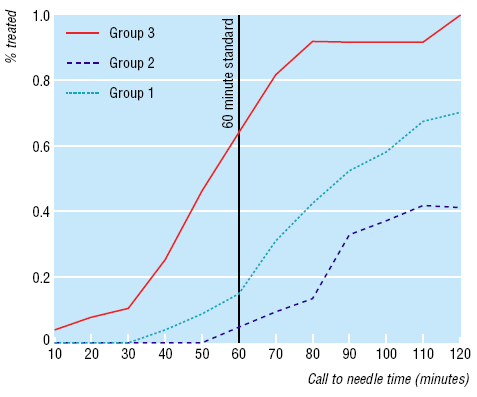 % treated
1.0
0.8
0.6
0.4
0.2
0
Group 3
Group 2
Group 1
60 minute standard
10 20 30 40 50 60 70 80 90 100 110 120
Call to needle time (minutes)